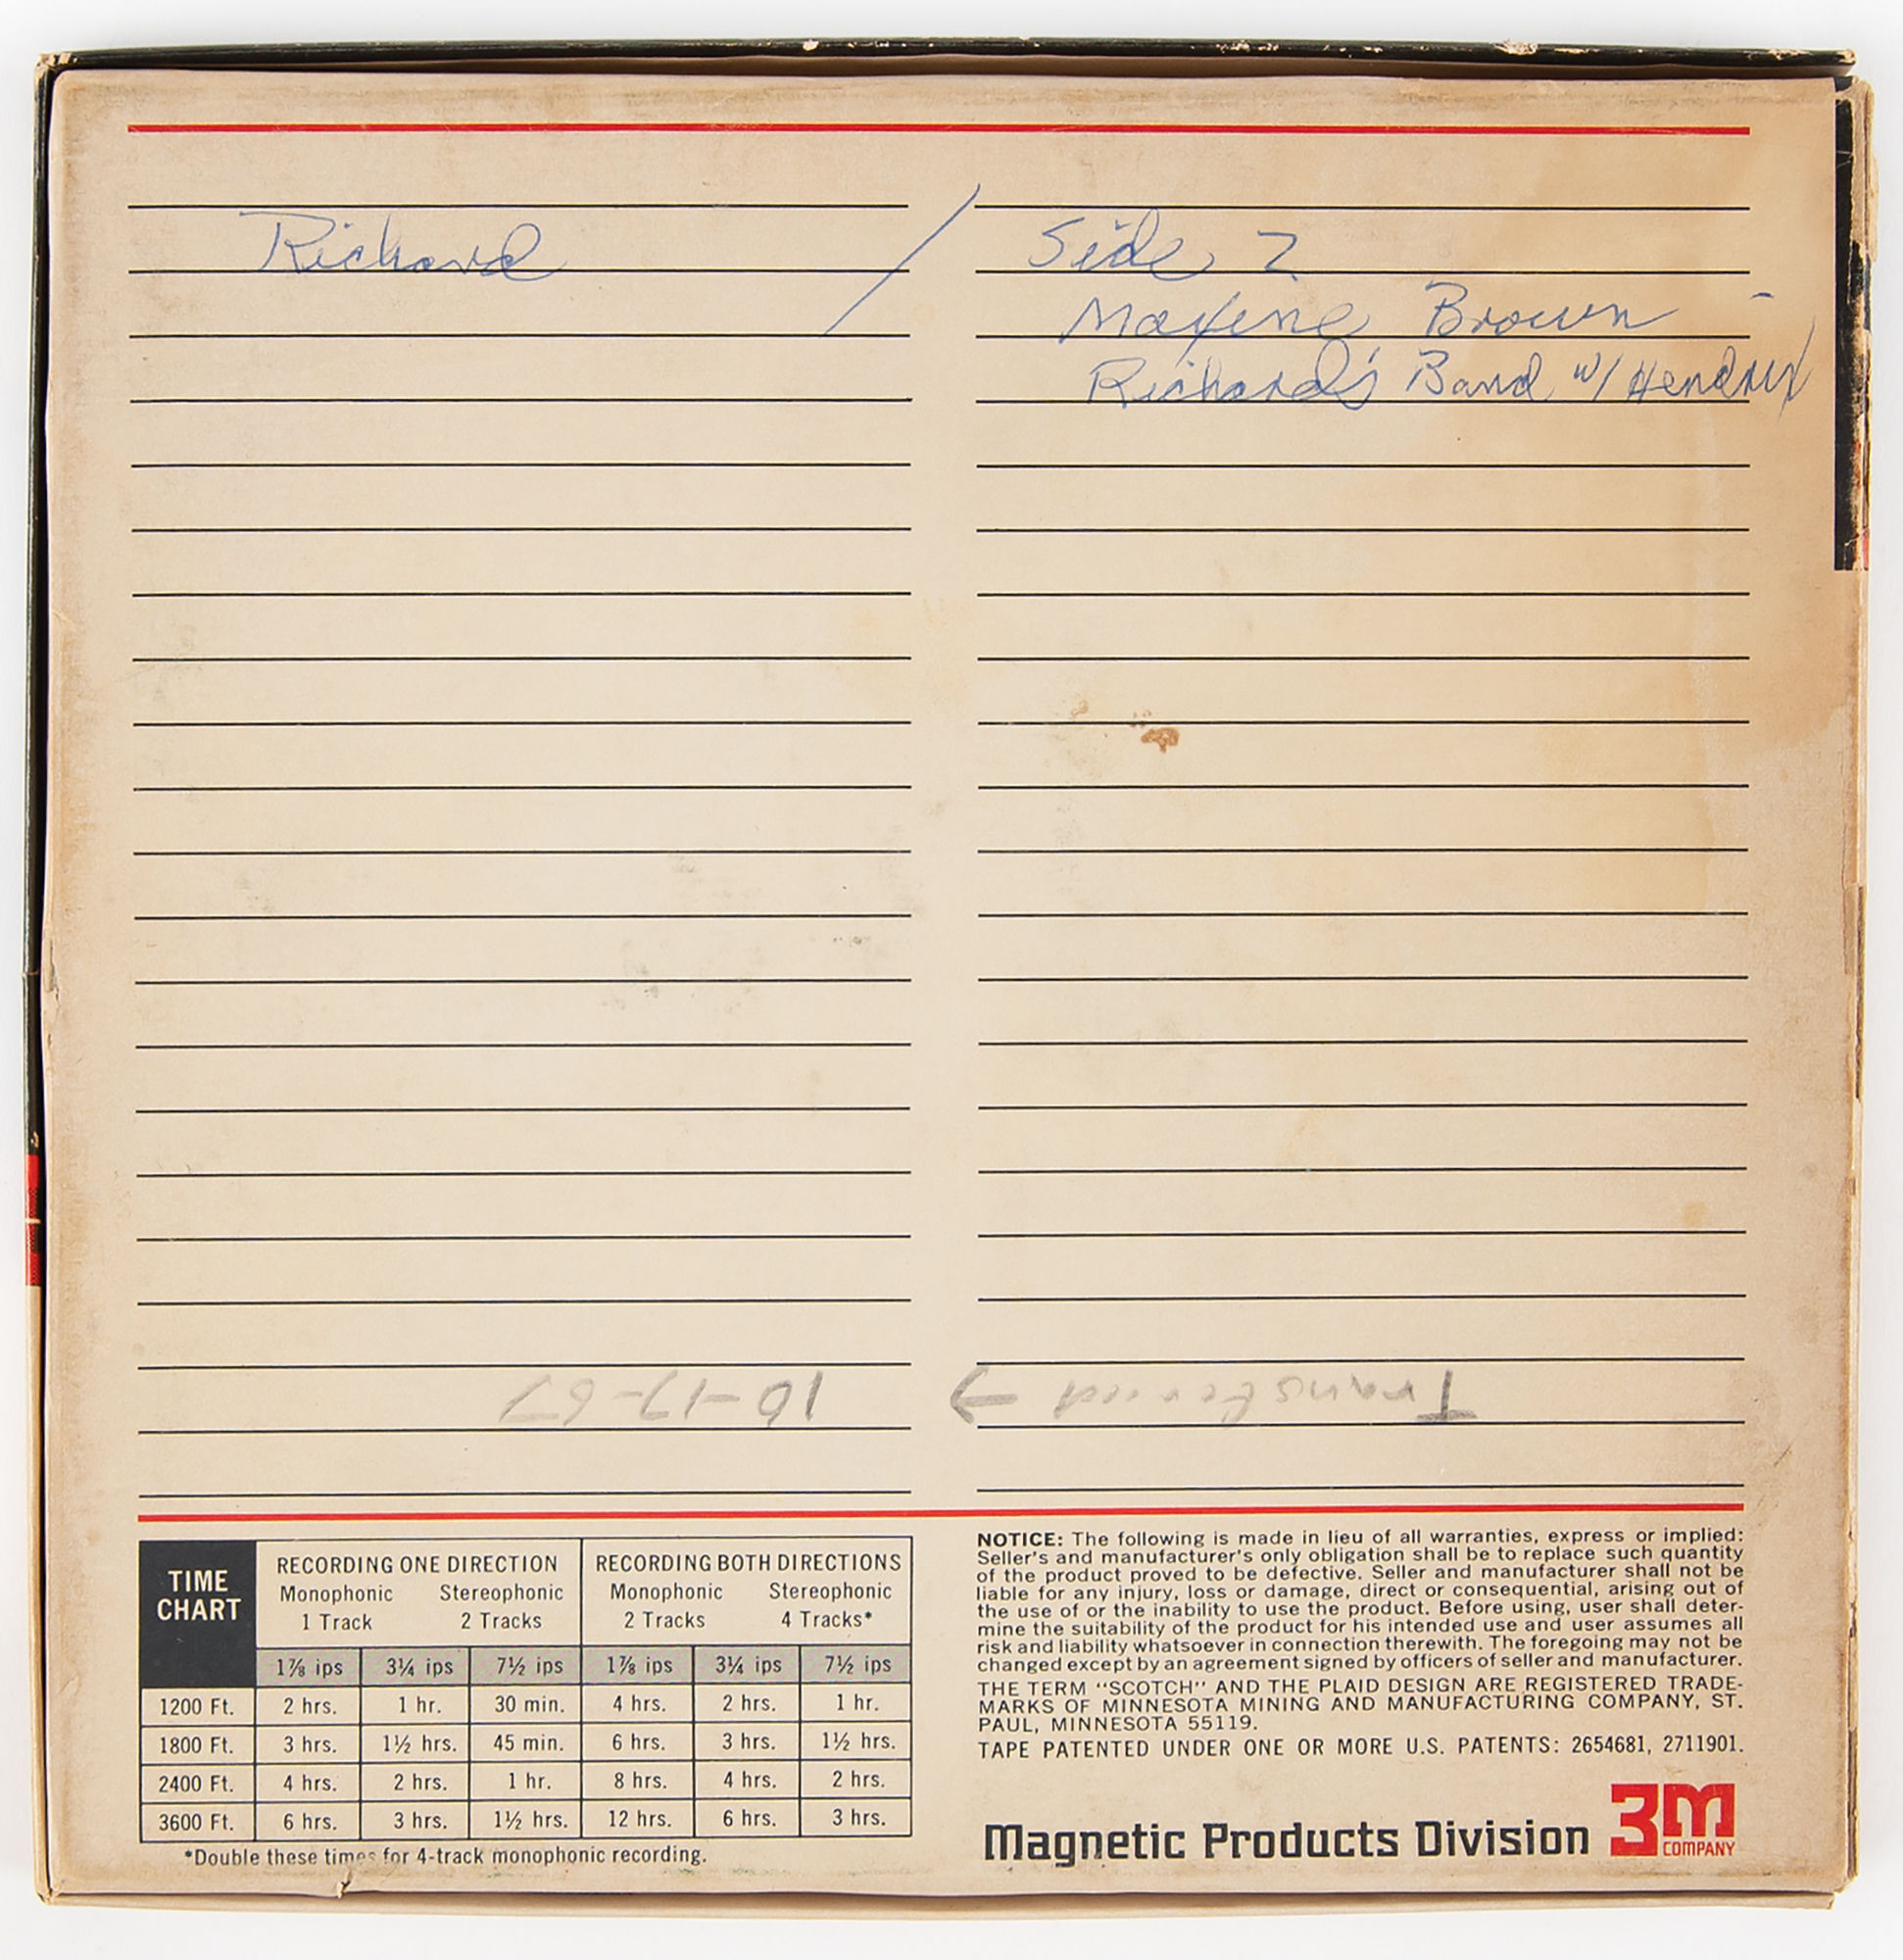 Richard / Side 2
Maxine Brown -
Richard's Band w/ Hendrix
Transferred →
10-17-67
TIME CHART
RECORDING ONE DIRECTION RECORDING BOTH DIRECTIONS
Monophonic Stereophonic Monophonic Stereophonic
1 Track 2 Tracks 2 Tracks 4 Tracks*
1⅞ ips 3¾ ips 7½ ips 1⅞ ips 3¾ ips 7½ ips
1200 Ft. 2 hrs. 1 hr. 30 min. 4 hrs. 2 hrs. 1 hr.
1800 Ft. 3 hrs. 1½ hrs. 45 min. 6 hrs. 3 hrs. 1½ hrs.
2400 Ft. 4 hrs. 2 hrs. 1 hr. 8 hrs. 4 hrs. 2 hrs.
3600 Ft. 6 hrs. 3 hrs. 1½ hrs. 12 hrs. 6 hrs. 3 hrs.
*Double these times for 4-track monophonic recording.
NOTICE: The following is made in lieu of all warranties, express or implied:
Seller's and manufacturer's only obligation shall be to replace such quantity
of the product proved to be defective. Seller and manufacturer shall not be
liable for any injury, loss or damage, direct or consequential, arising out of
the use of or the inability to use the product. Before using, user shall deter-
mine the suitability of the product for his intended use and user assumes all
risk and liability whatsoever in connection therewith. The foregoing may not be
changed except by an agreement signed by officers of seller and manufacturer.
THE TERM "SCOTCH" AND THE PLAID DESIGN ARE REGISTERED TRADE-
MARKS OF MINNESOTA MINING AND MANUFACTURING COMPANY, ST.
PAUL, MINNESOTA 55119.
TAPE PATENTED UNDER ONE OR MORE U.S. PATENTS: 2654681, 2711901.
Magnetic Products Division 3M
COMPANY